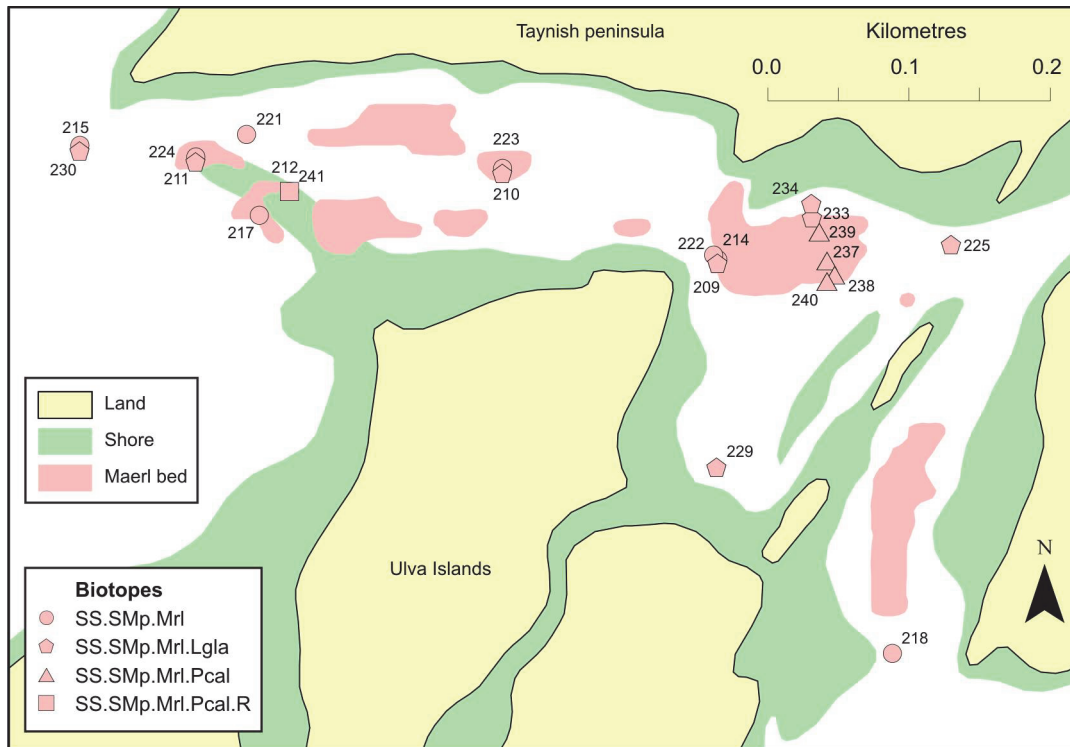 Taynish peninsula
Kilometres
0.0 0.1 0.2
221
215
230
224
211
212
241
217
223
210
234
233
239
237
238
240
222
214
209
225
229
218
Land
Shore
Maerl bed
Ulva Islands
N
Biotopes
SS.SMp.Mrl
SS.SMp.Mrl.Lgla
SS.SMp.Mrl.Pcal
SS.SMp.Mrl.Pcal.R